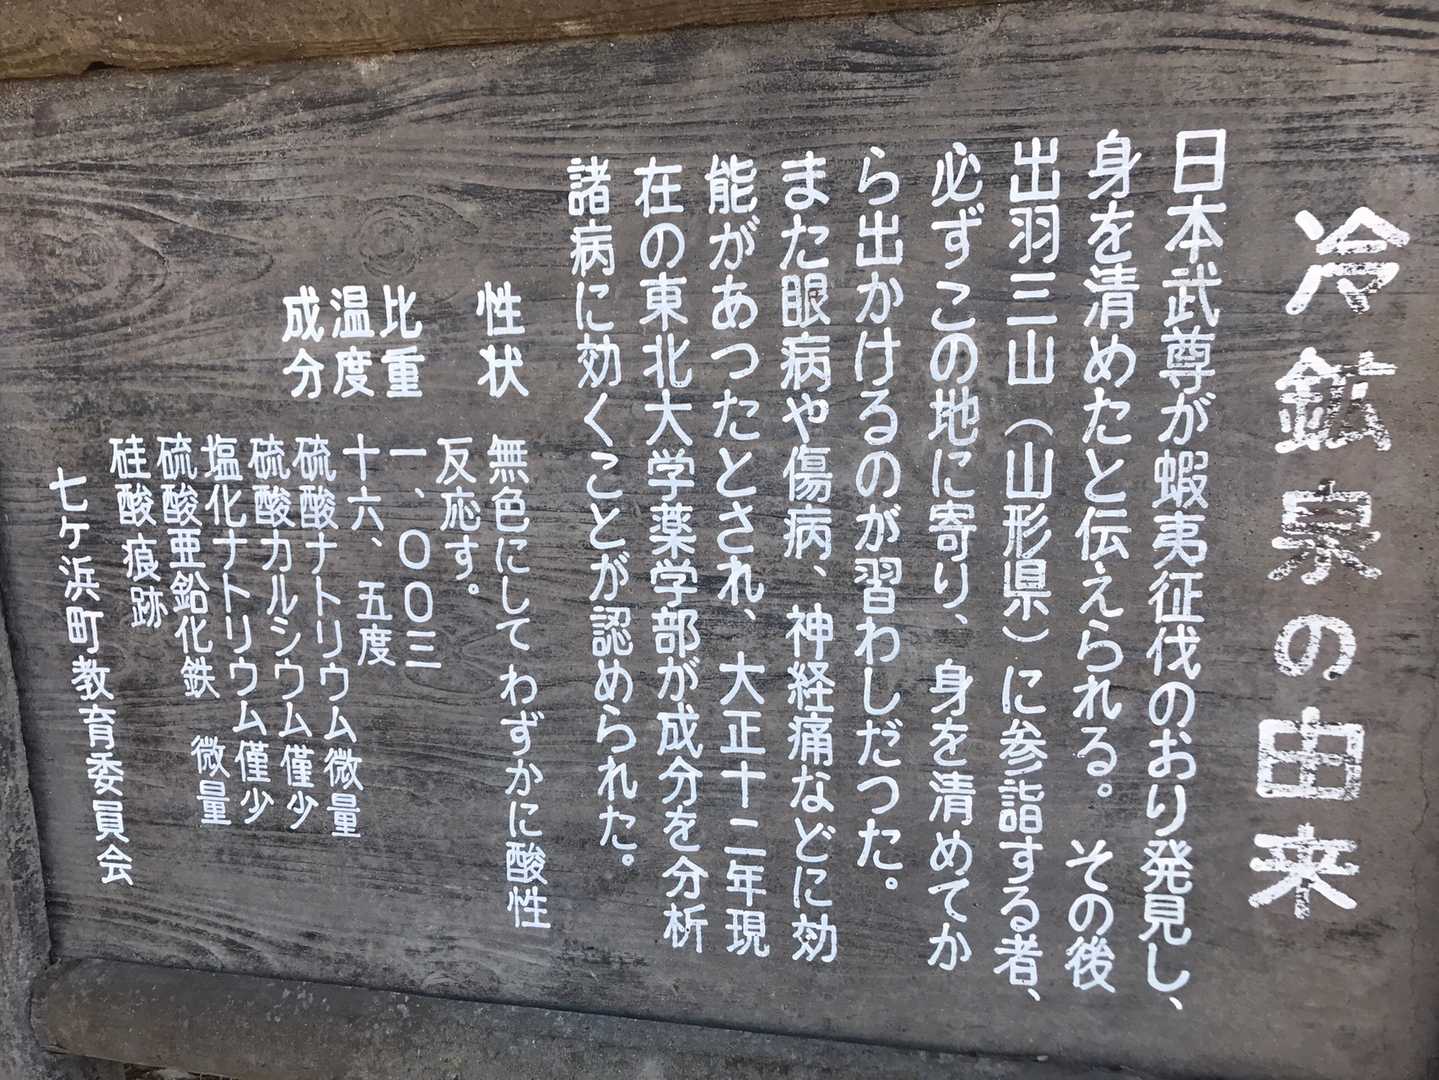 冷鉱泉の由来
日本武尊が蝦夷征伐のおり発見し、
身を清めたと伝えられる。その後
出羽三山（山形県）に参詣する者、
必ずこの地に寄り、身を清めてか
ら出かけるのが習わしだつた。
また眼病や傷病、神経痛などに効
能があつたとされ、大正十二年現
在の東北大学薬学部が成分を分析
諸病に効くことが認められた。
性状 無色にしてわずかに酸性
反応す。
比重 一、〇〇三
温度 十六、五度
成分 硫酸ナトリウム微量
硫酸カルシウム僅少
塩化ナトリウム僅少
硫酸亜鉛化鉄 微量
硅酸痕跡
七ケ浜町教育委員会